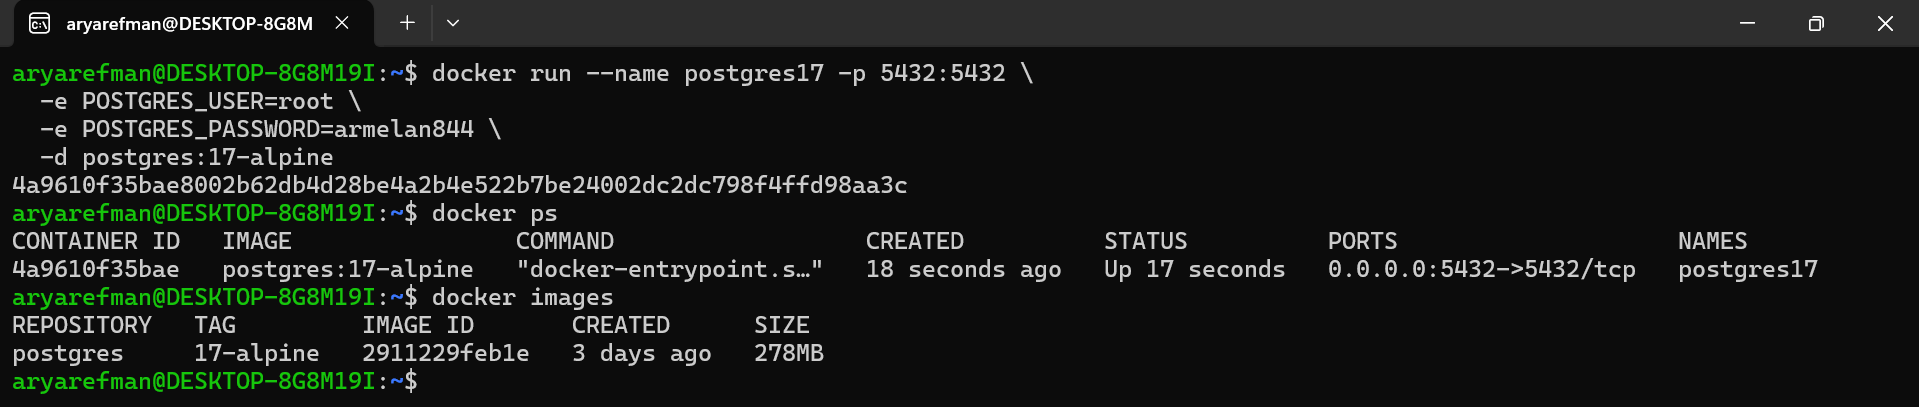 aryarefman@DESKTOP-8G8M
aryarefman@DESKTOP-8G8M19I:~$ docker run --name postgres17 -p 5432:5432 \
  -e POSTGRES_USER=root \
  -e POSTGRES_PASSWORD=armelan844 \
  -d postgres:17-alpine
4a9610f35bae8002b62db4d28be4a2b4e522b7be24002dc2dc798f4ffd98aa3c
aryarefman@DESKTOP-8G8M19I:~$ docker ps
CONTAINER ID   IMAGE                COMMAND                  CREATED          STATUS          PORTS                    NAMES
4a9610f35bae   postgres:17-alpine   "docker-entrypoint.s…"   18 seconds ago   Up 17 seconds   0.0.0.0:5432->5432/tcp   postgres17
aryarefman@DESKTOP-8G8M19I:~$ docker images
REPOSITORY   TAG         IMAGE ID       CREATED      SIZE
postgres     17-alpine   2911229feb1e   3 days ago   278MB
aryarefman@DESKTOP-8G8M19I:~$